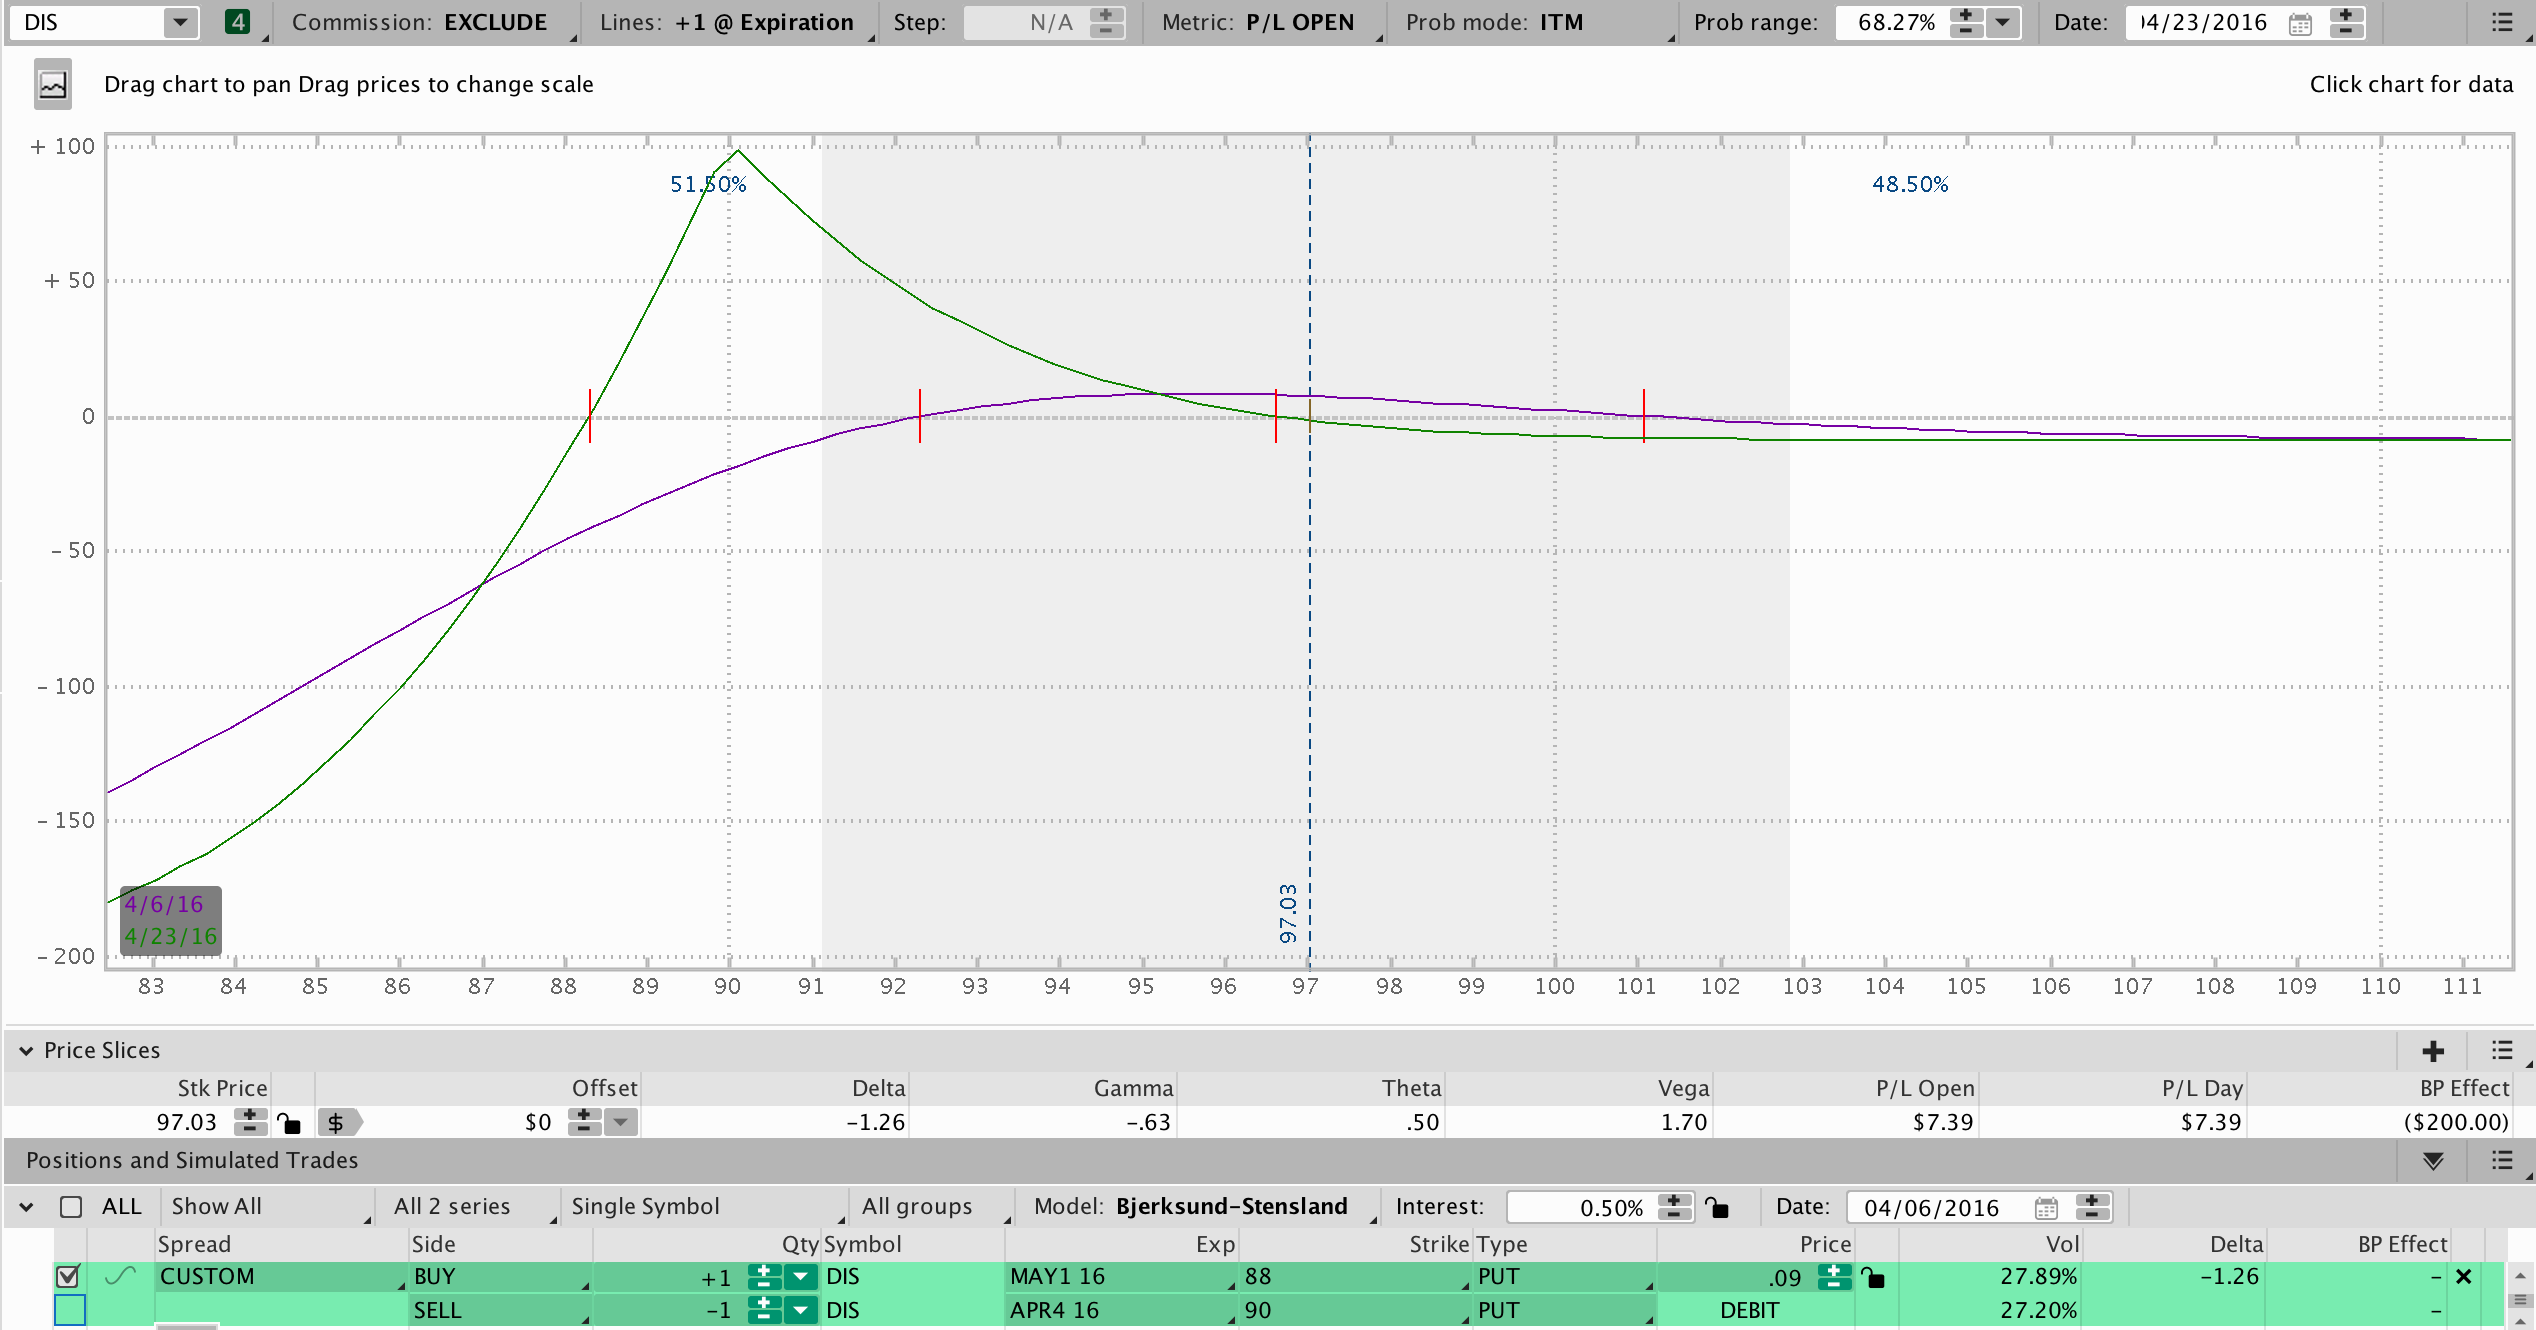 DIS 4 Commission: EXCLUDE Lines: +1 @ Expiration Step: N/A Metric: P/L OPEN Prob mode: ITM Prob range: 68.27% Date: 04/23/2016
Drag chart to pan Drag prices to change scale Click chart for data
+ 100
51.50% 48.50%
+ 50
0
- 50
- 100
- 150
97.03
4/6/16
4/23/16
- 200
83 84 85 86 87 88 89 90 91 92 93 94 95 96 97 98 99 100 101 102 103 104 105 106 107 108 109 110 111
Price Slices
Stk Price Offset Delta Gamma Theta Vega P/L Open P/L Day BP Effect
97.03 $ $0 -1.26 -.63 .50 1.70 $7.39 $7.39 ($200.00)
Positions and Simulated Trades
ALL Show All All 2 series Single Symbol All groups Model: Bjerksund-Stensland Interest: 0.50% Date: 04/06/2016
Spread Side Qty Symbol Exp Strike Type Price Vol Delta BP Effect
CUSTOM BUY +1 DIS MAY1 16 88 PUT .09 27.89% -1.26 -
SELL -1 DIS APR4 16 90 PUT DEBIT 27.20% -